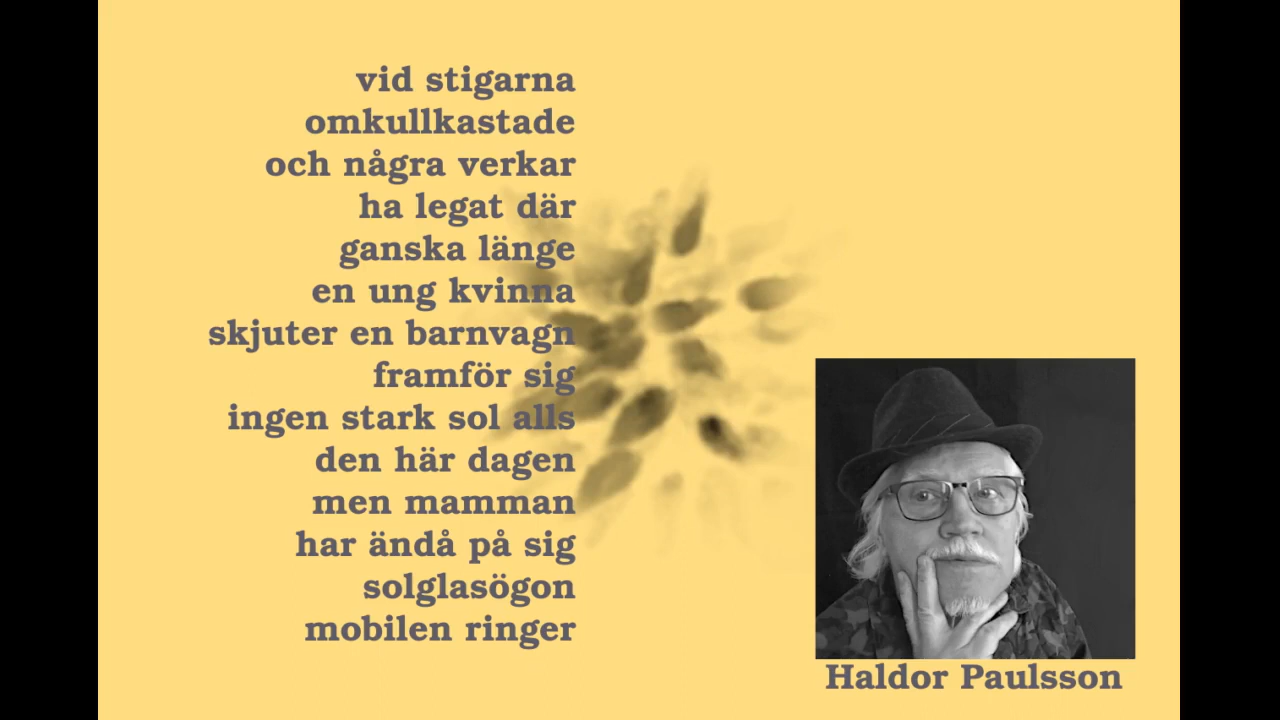 vid stigarna
omkullkastade
och några verkar
ha legat där
ganska länge
en ung kvinna
skjuter en barnvagn
framför sig
ingen stark sol alls
den här dagen
men mamman
har ändå på sig
solglasögon
mobilen ringer
Haldor Paulsson